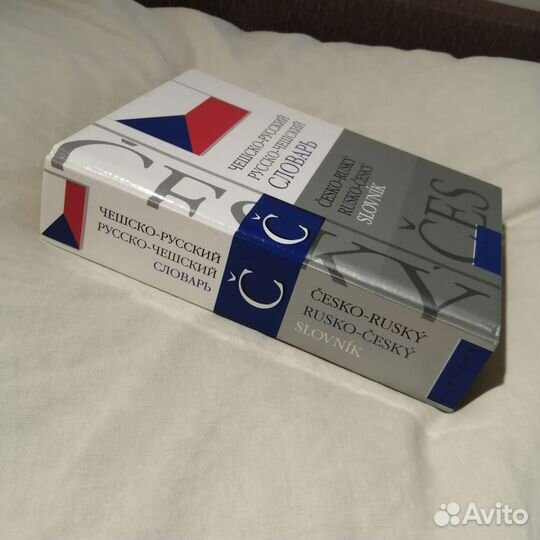 ЧЕШСКО-РУССКИЙ
РУССКО-ЧЕШСКИЙ
СЛОВАРЬ
ČESKO-RUSKÝ
RUSKO-ČESKÝ
SLOVNÍK
ČES
Č
ČESKO-RUSKÝ
RUSKO-ČESKÝ
SLOVNÍK
Č
ЧЕШСКО-РУССКИЙ
РУССКО-ЧЕШСКИЙ
СЛОВАРЬ
Avito